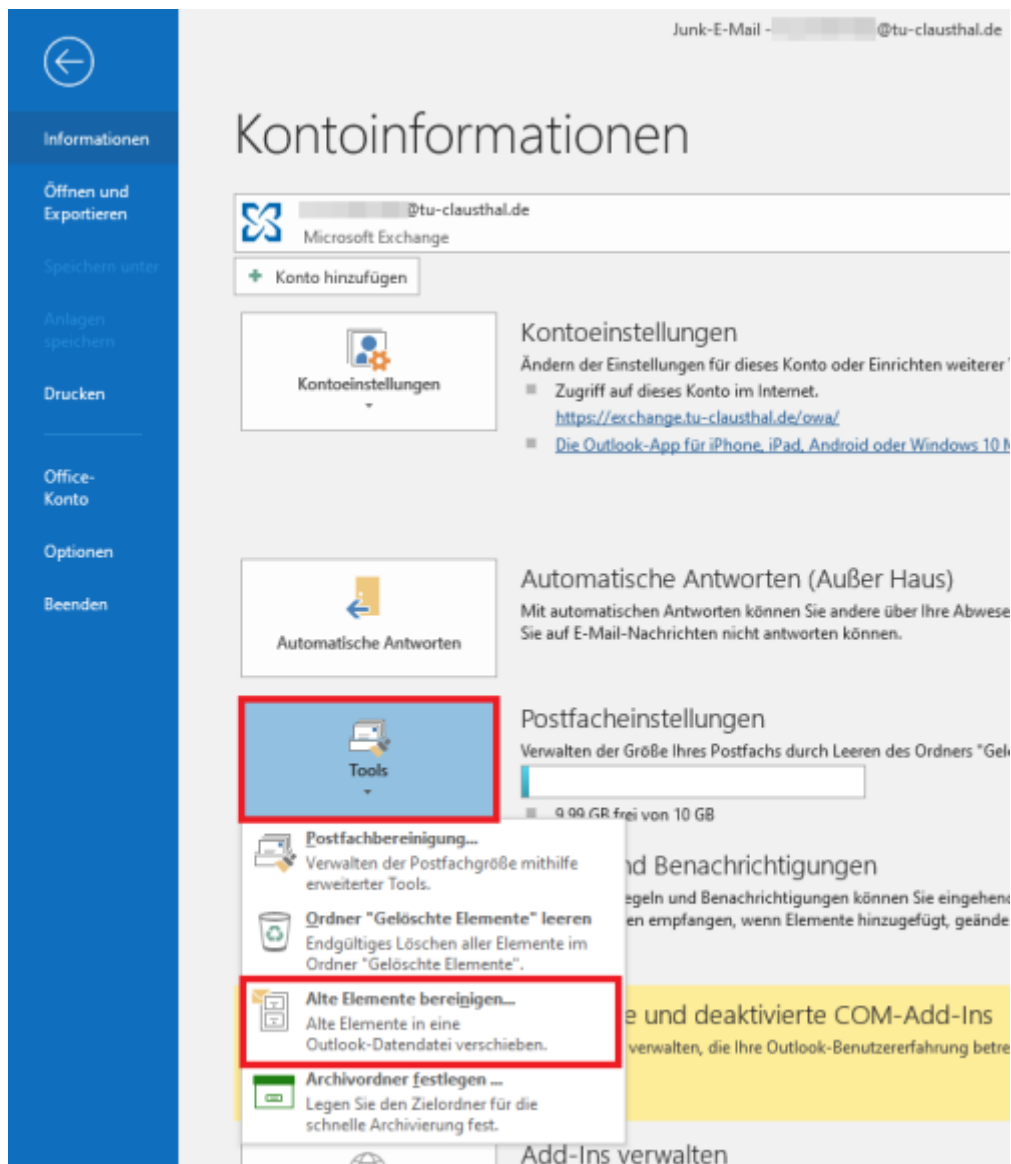 Junk-E-Mail - @tu-clausthal.de
Informationen
Öffnen und
Exportieren
Speichern unter
Anlagen
speichern
Drucken
Office-
Konto
Optionen
Beenden
Kontoinformationen
@tu-clausthal.de
Microsoft Exchange
Konto hinzufügen
Kontoeinstellungen
Kontoeinstellungen
Ändern der Einstellungen für dieses Konto oder Einrichten weiterer
Zugriff auf dieses Konto im Internet.
https://exchange.tu-clausthal.de/owa/
Die Outlook-App für iPhone, iPad, Android oder Windows 10
Automatische Antworten
Automatische Antworten (Außer Haus)
Mit automatischen Antworten können Sie andere über Ihre Abwese
Sie auf E-Mail-Nachrichten nicht antworten können.
Tools
Postfacheinstellungen
Verwalten der Größe Ihres Postfachs durch Leeren des Ordners "Gel
9,99 GB frei von 10 GB
Postfachbereinigung...
Verwalten der Postfachgröße mithilfe
erweiterter Tools.
Ordner "Gelöschte Elemente" leeren
Endgültiges Löschen aller Elemente im
Ordner "Gelöschte Elemente".
Alte Elemente bereinigen...
Alte Elemente in eine
Outlook-Datendatei verschieben.
Archivordner festlegen ...
Legen Sie den Zielordner für die
schnelle Archivierung fest.
nd Benachrichtigungen
egeln und Benachrichtigungen können Sie eingehend
en empfangen, wenn Elemente hinzugefügt, geände
e und deaktivierte COM-Add-Ins
verwalten, die Ihre Outlook-Benutzererfahrung betre
Add-Ins verwalten